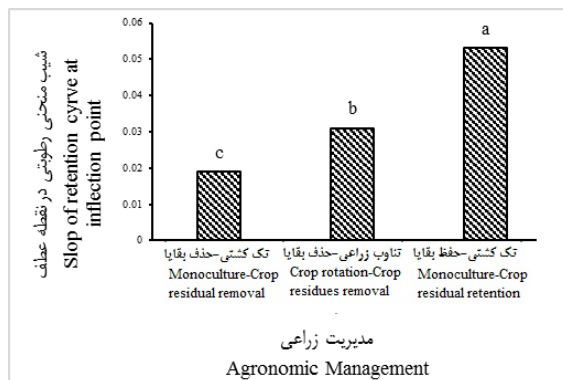 شیب منحنی رطوبتی در نقطه عطف
Slop of retention cyrve at
inflection point
0.06
0.05
0.04
0.03
0.02
0.01
0
c
b
a
تک کشتی-حذف بقایا
Monoculture-Crop
residual removal
تناوب زراعی-حذف بقایا
Crop rotation-Crop
residues removal
تک کشتی-حفظ بقایا
Monoculture-Crop
residual retention
مدیریت زراعی
Agronomic Management